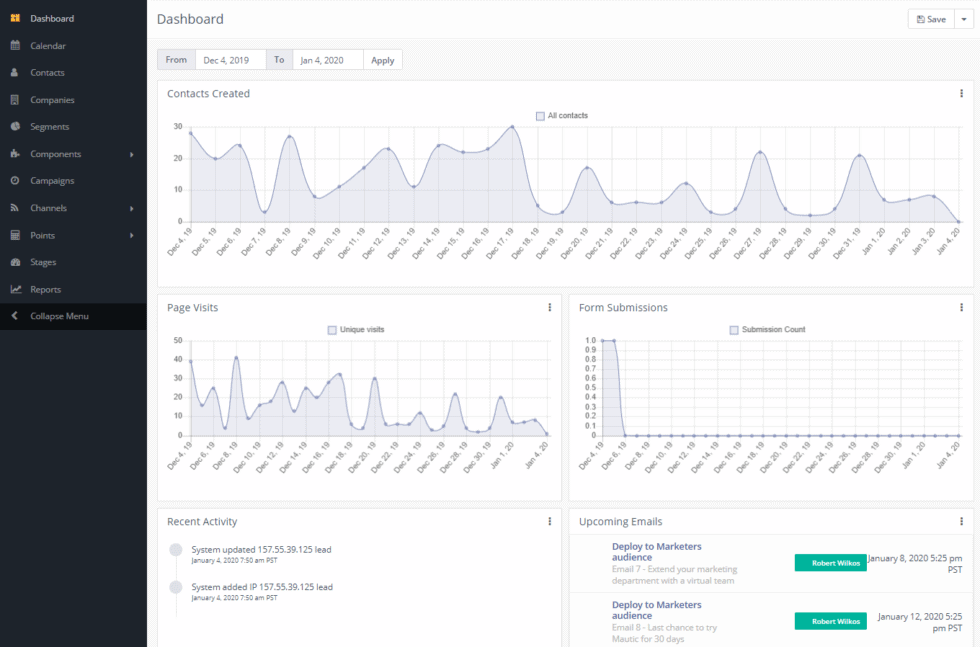 Dashboard
Calendar
Contacts
Companies
Segments
Components
Campaigns
Channels
Points
Stages
Reports
Collapse Menu
Dashboard
Save
From Dec 4, 2019 To Jan 4, 2020 Apply
Contacts Created
All contacts
30
20
10
0
Dec 4, 19 Dec 5, 19 Dec 6, 19 Dec 7, 19 Dec 8, 19 Dec 9, 19 Dec 10, 19 Dec 11, 19 Dec 12, 19 Dec 13, 19 Dec 14, 19 Dec 15, 19 Dec 16, 19 Dec 17, 19 Dec 18, 19 Dec 19, 19 Dec 20, 19 Dec 21, 19 Dec 22, 19 Dec 23, 19 Dec 24, 19 Dec 25, 19 Dec 26, 19 Dec 27, 19 Dec 28, 19 Dec 29, 19 Dec 30, 19 Dec 31, 19 Jan 1, 20 Jan 2, 20 Jan 3, 20 Jan 4, 20
Page Visits
Unique visits
50
40
30
20
10
0
Dec 4, 19 Dec 6, 19 Dec 8, 19 Dec 10, 19 Dec 12, 19 Dec 14, 19 Dec 16, 19 Dec 18, 19 Dec 20, 19 Dec 22, 19 Dec 24, 19 Dec 26, 19 Dec 28, 19 Dec 30, 19 Jan 1, 20 Jan 4, 20
Form Submissions
Submission Count
1.0
0.9
0.8
0.7
0.6
0.5
0.4
0.3
0.2
0.1
0
Dec 4, 19 Dec 6, 19 Dec 8, 19 Dec 10, 19 Dec 12, 19 Dec 14, 19 Dec 16, 19 Dec 18, 19 Dec 20, 19 Dec 22, 19 Dec 24, 19 Dec 26, 19 Dec 28, 19 Dec 30, 19 Jan 1, 20 Jan 4, 20
Recent Activity
System updated 157.55.39.125 lead
January 4, 2020 7:50 am PST
System added IP 157.55.39.125 lead
January 4, 2020 7:50 am PST
Upcoming Emails
Deploy to Marketers
audience
Email 7 - Extend your marketing
department with a virtual team
Robert Wilkos
January 8, 2020 5:25 pm
PST
Deploy to Marketers
audience
Email 8 - Last chance to try
Mautic for 30 days
Robert Wilkos
January 12, 2020 5:25
pm PST